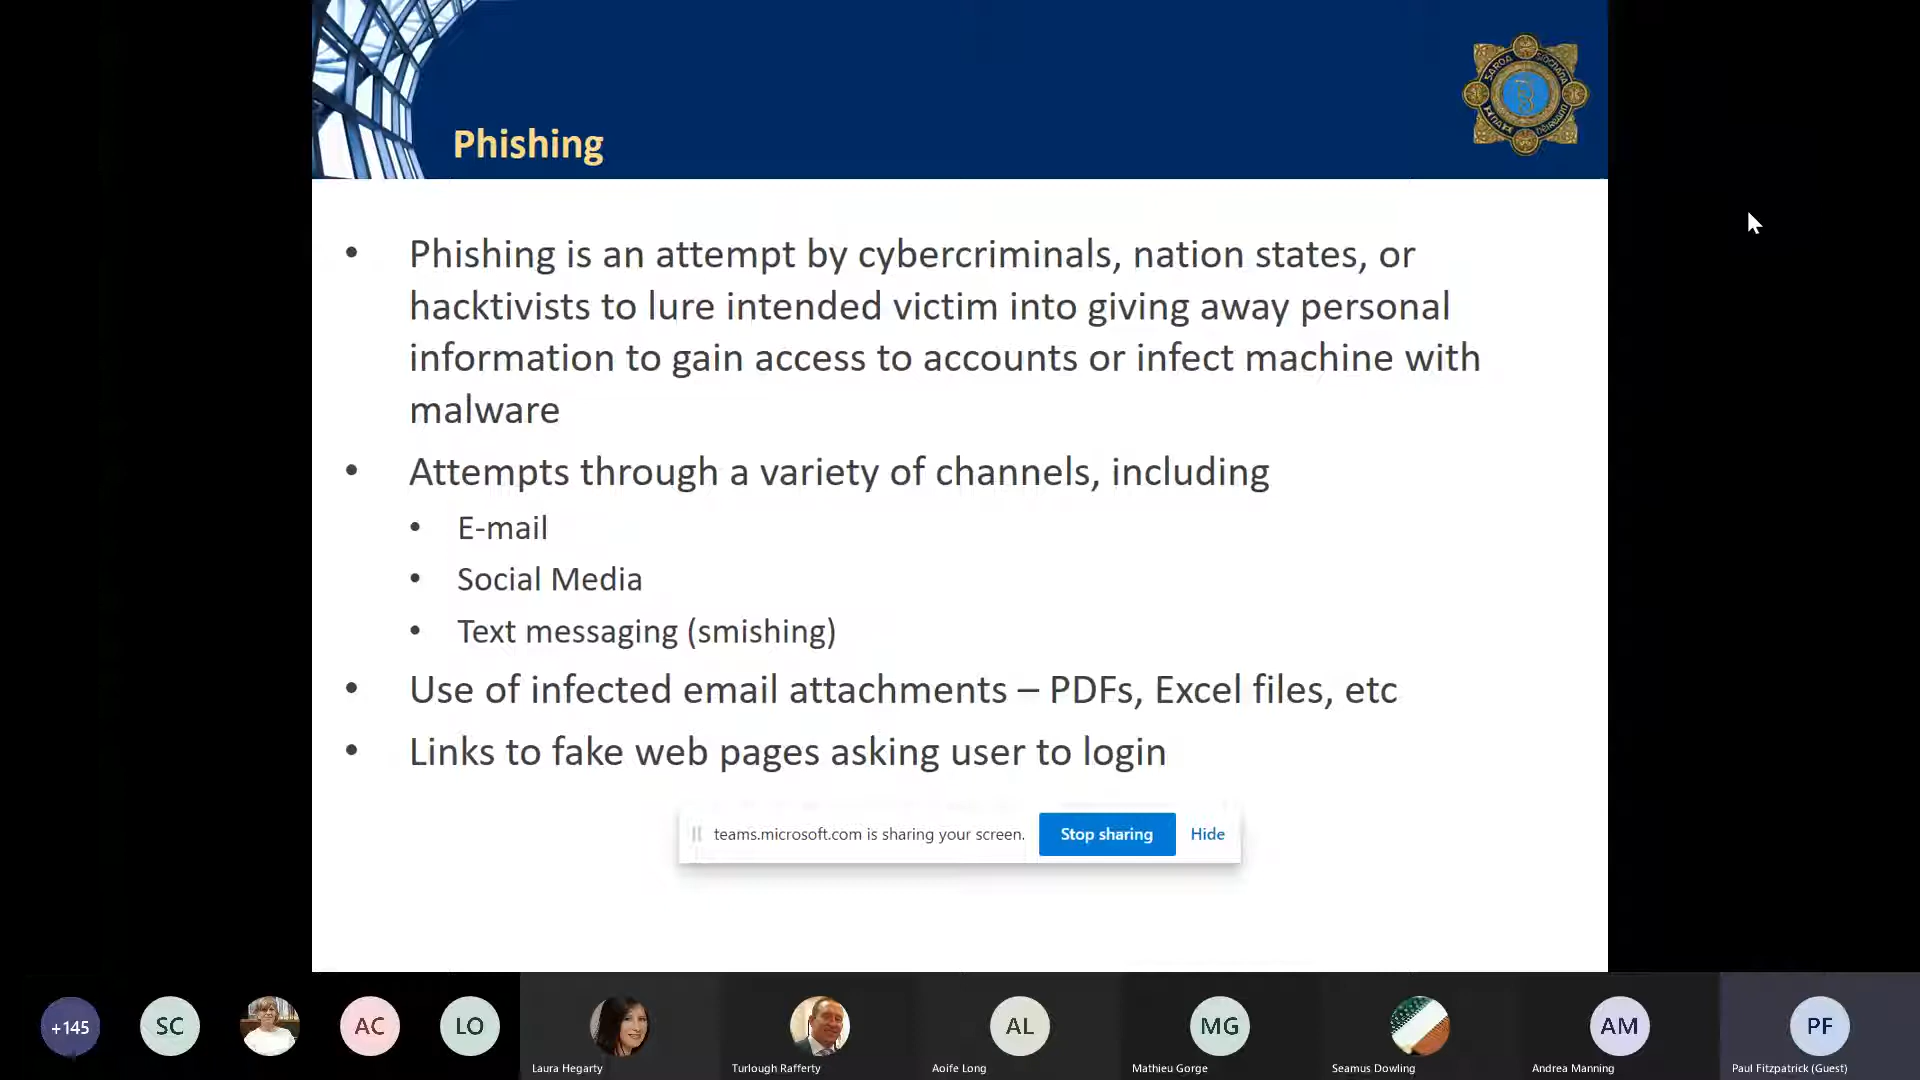 Phishing
• Phishing is an attempt by cybercriminals, nation states, or
hacktivists to lure intended victim into giving away personal
information to gain access to accounts or infect machine with
malware
• Attempts through a variety of channels, including
• E-mail
• Social Media
• Text messaging (smishing)
• Use of infected email attachments – PDFs, Excel files, etc
• Links to fake web pages asking user to login
teams.microsoft.com is sharing your screen. Stop sharing Hide
+145 SC AC LO AL MG AM PF
Laura Hegarty Turlough Rafferty Aoife Long Mathieu Gorge Seamus Dowling Andrea Manning Paul Fitzpatrick (Guest)